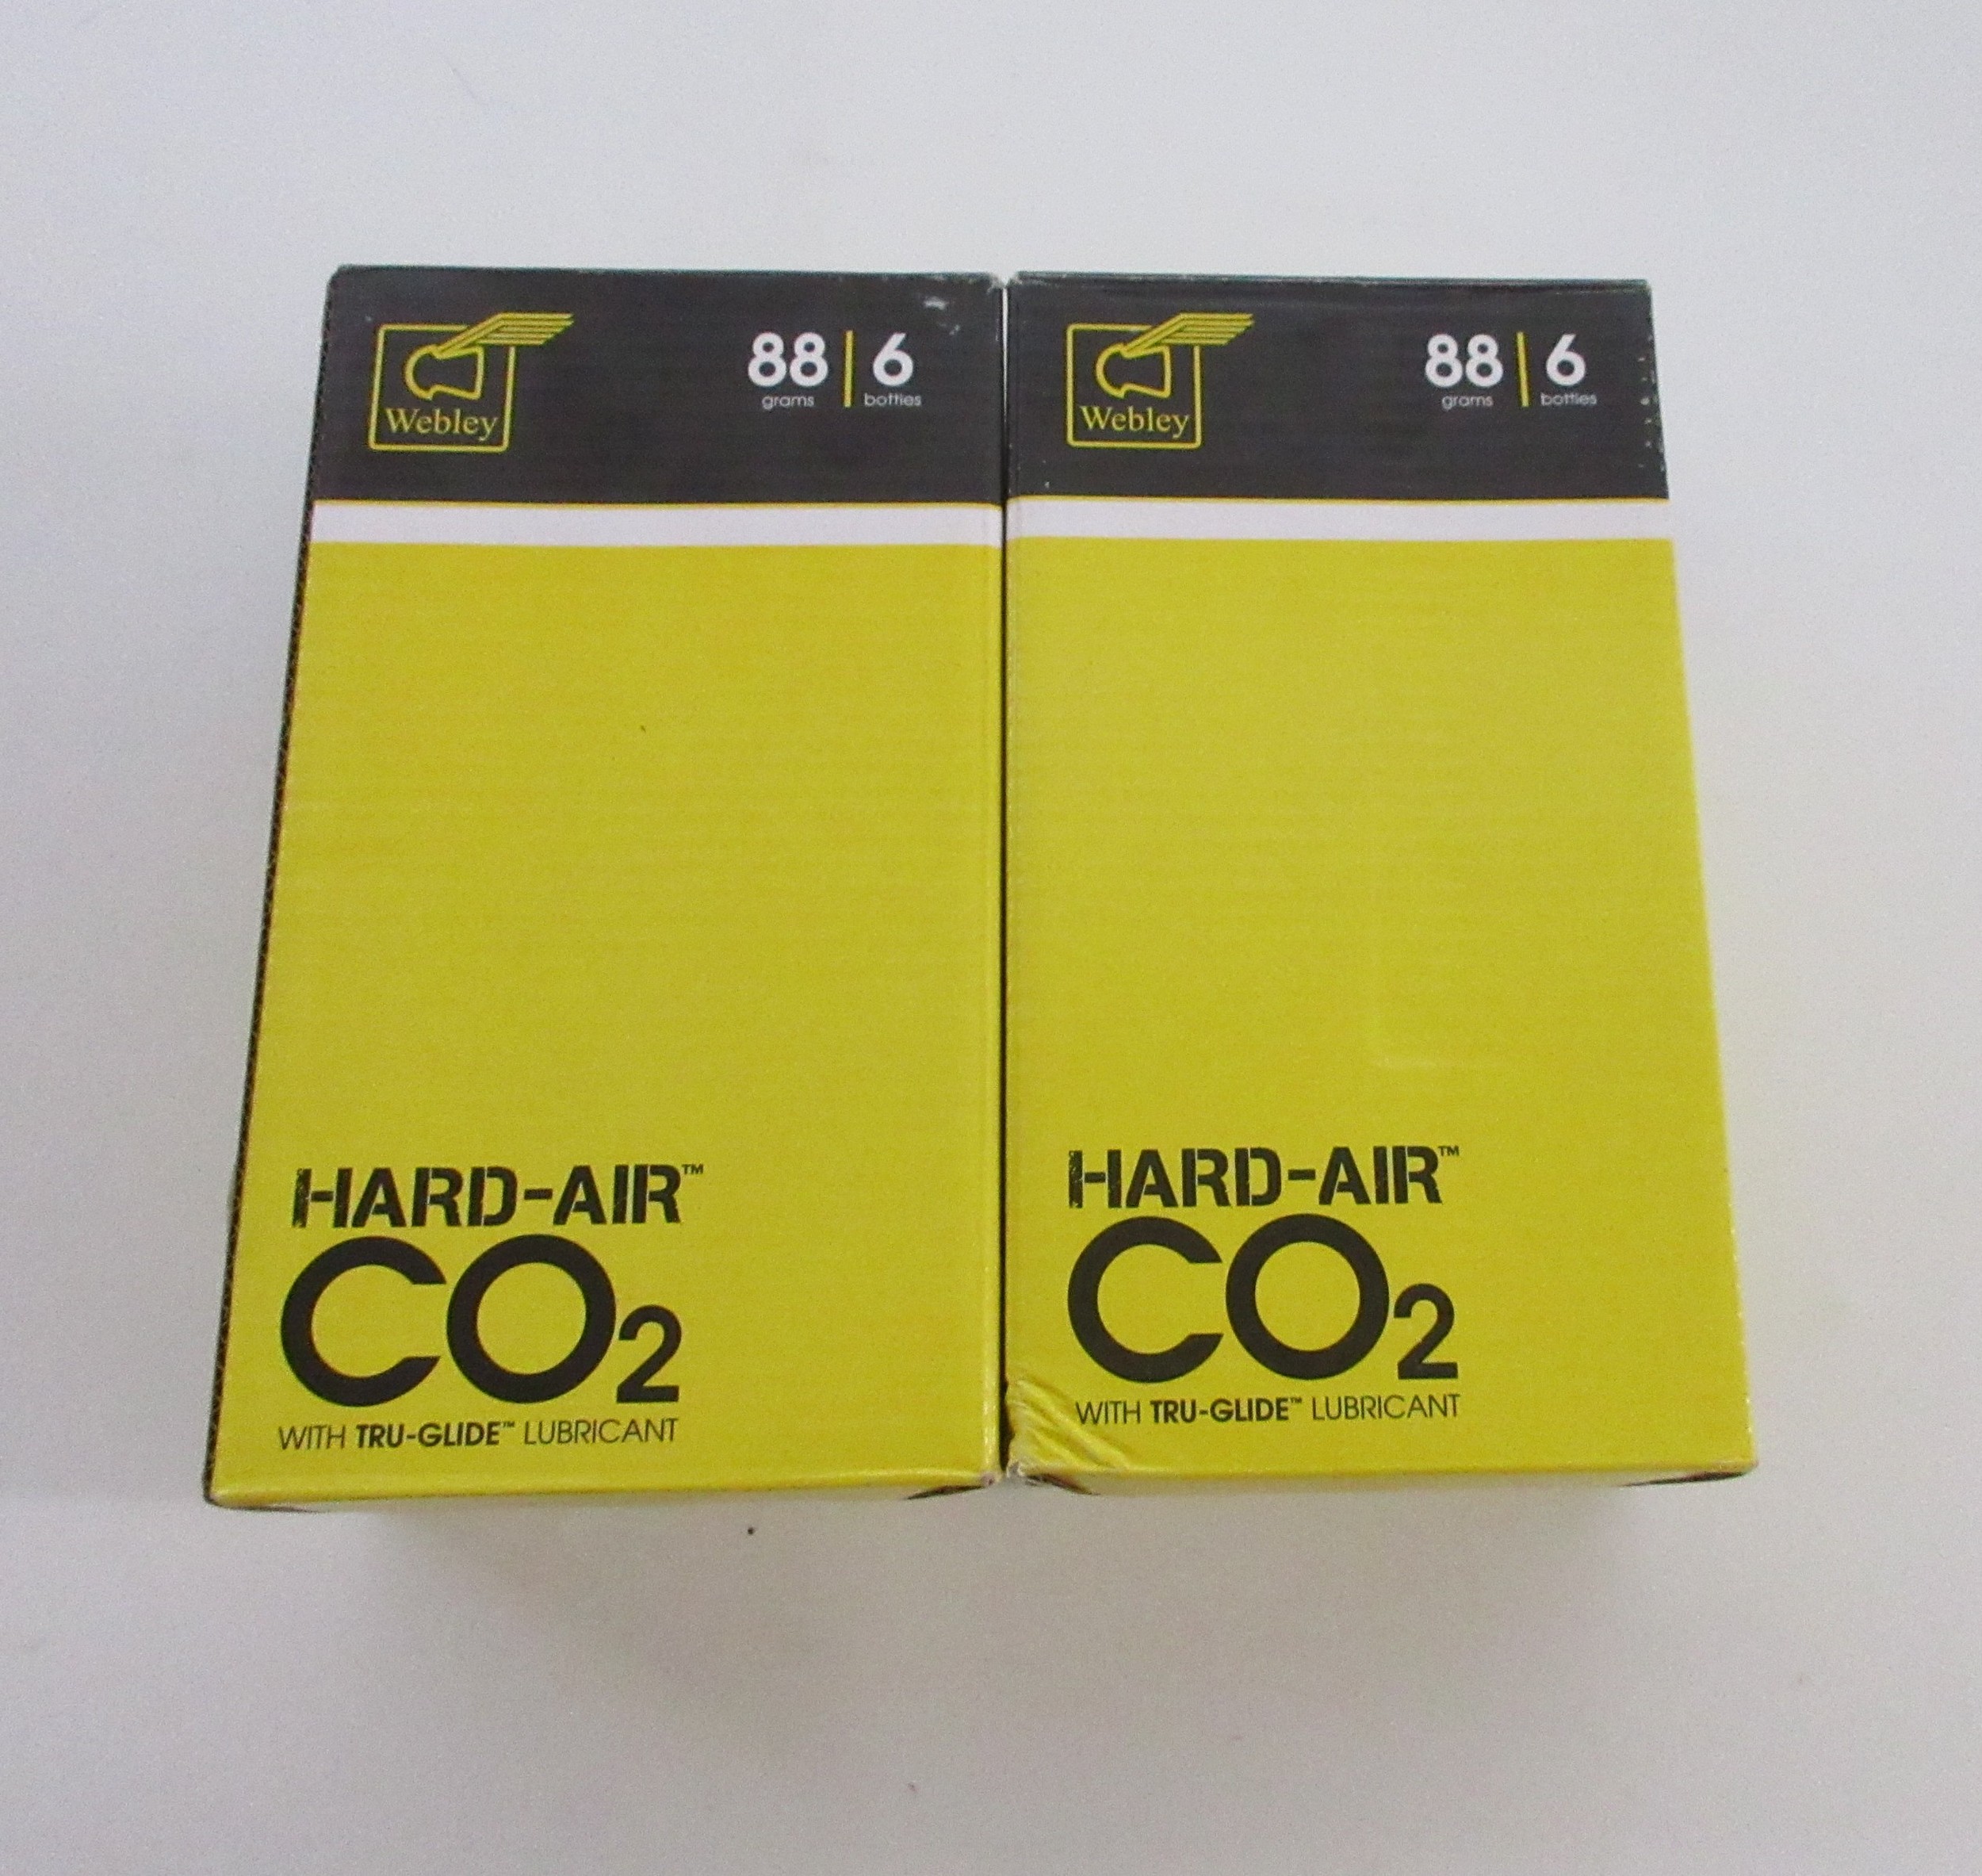 Webley
88 | 6
grams bottles
HARD-AIR™
CO2
WITH TRU-GLIDE™ LUBRICANT
Webley
88 | 6
grams bottles
HARD-AIR™
CO2
WITH TRU-GLIDE™ LUBRICANT